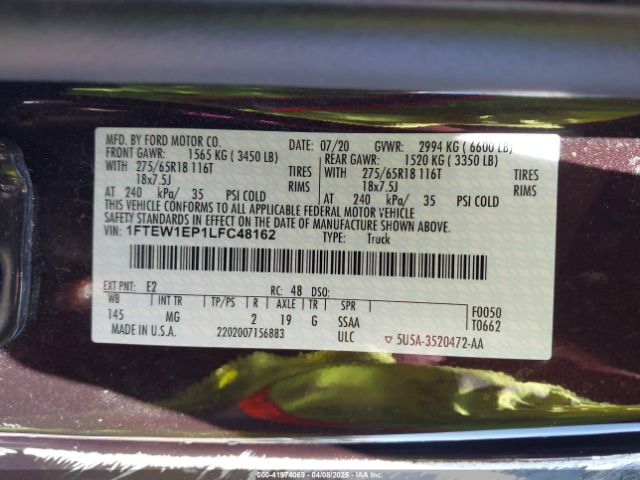 MFD. BY FORD MOTOR CO.
DATE: 07/20 GVWR: 2994 KG ( 6600 LB)
FRONT GAWR: 1565 KG ( 3450 LB)
REAR GAWR: 1520 KG ( 3350 LB)
WITH TIRES WITH TIRES
275/65R18 116T 275/65R18 116T
18x7.5J RIMS 18x7.5J RIMS
AT 240 kPa/ 35 PSI COLD AT 240 kPa/ 35 PSI COLD
THIS VEHICLE CONFORMS TO ALL APPLICABLE FEDERAL MOTOR VEHICLE
SAFETY STANDARDS IN EFFECT ON THE DATE OF MANUFACTURE SHOWN ABOVE.
VIN: 1FTEW1EP1LFC48162 TYPE: Truck
EXT PNT: E2 RC: 48 DSO:
WB INT TR TP/PS R AXLE TR SPR F0050
145 MG 2 19 G SSAA T0662
MADE IN U.S.A. 2202007156883 ULC ▽ 5U5A-3520472-AA
000-41974069 - 04/08/2025 - IAA Inc.